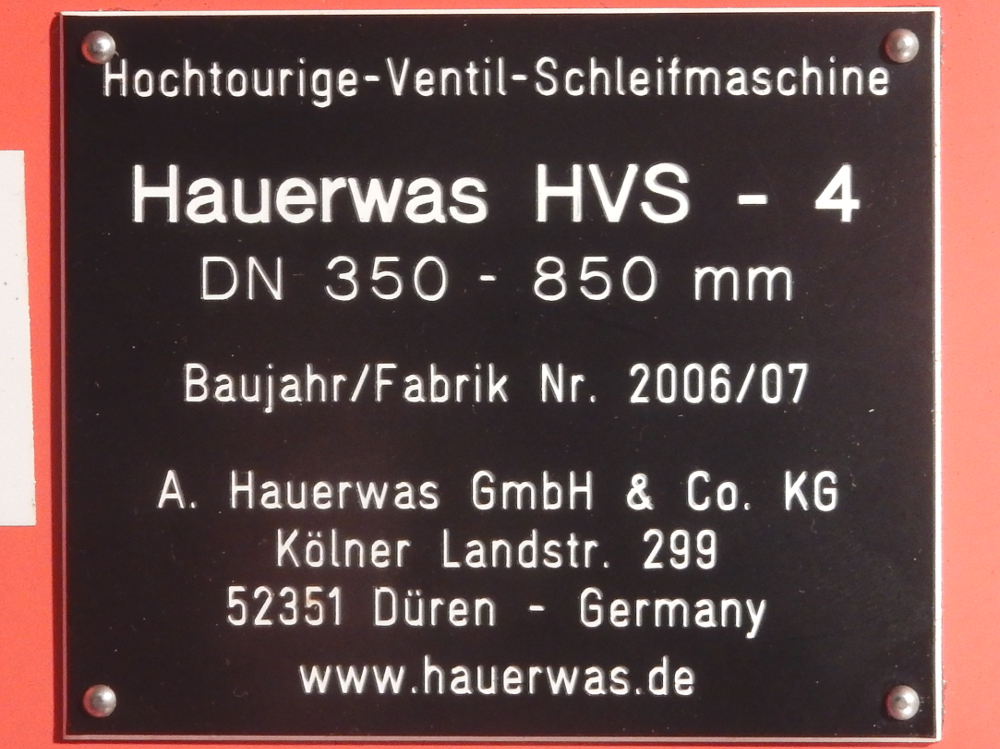 Hochtourige-Ventil-Schleifmaschine
Hauerwas HVS - 4
DN 350 - 850 mm
Baujahr/Fabrik Nr. 2006/07
A. Hauerwas GmbH & Co. KG
Kölner Landstr. 299
52351 Düren - Germany
www.hauerwas.de